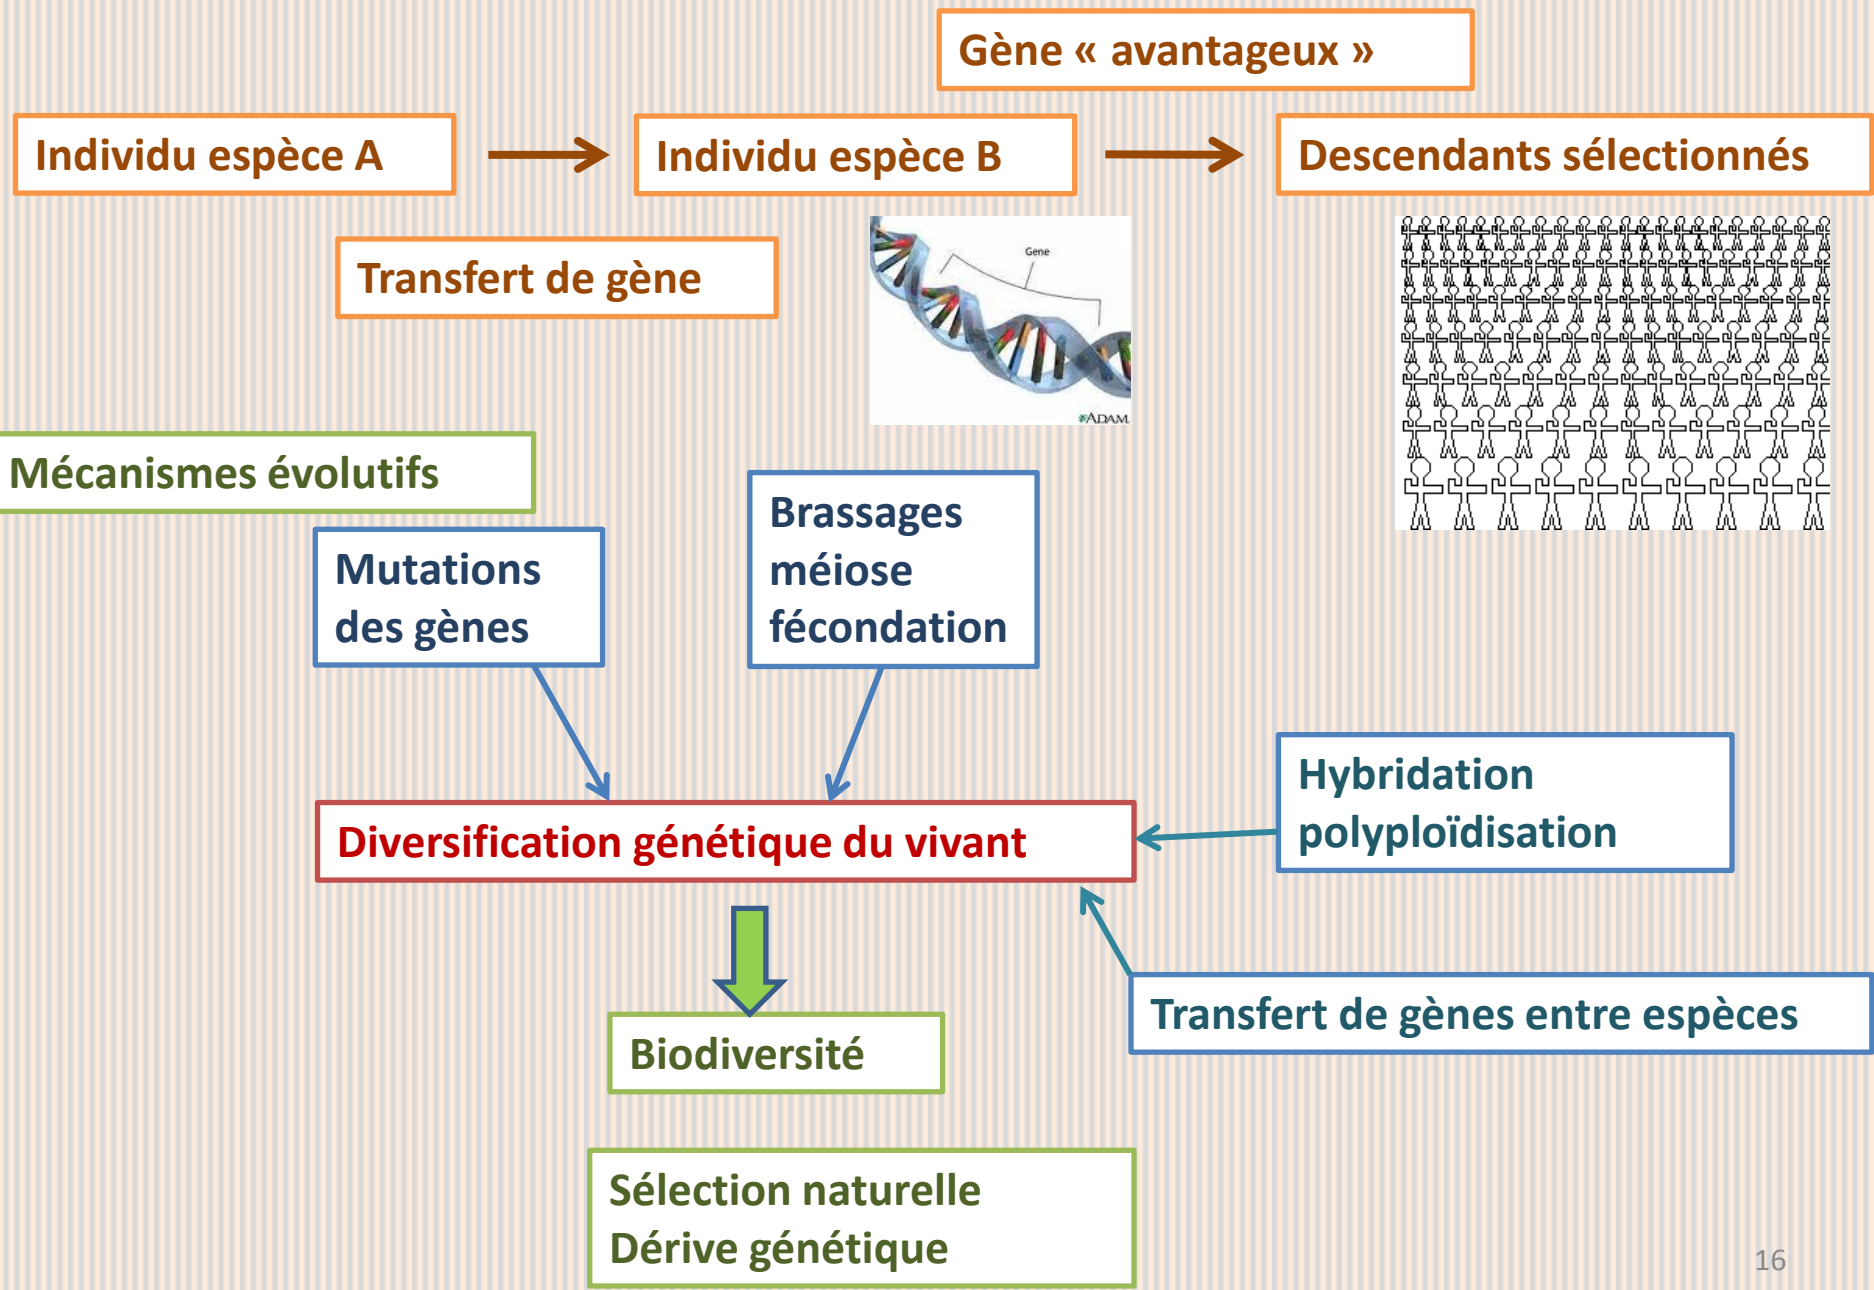 Gène « avantageux »
Individu espèce A
Individu espèce B
Descendants sélectionnés
Transfert de gène
Gene
ADAM
Mécanismes évolutifs
Mutations
des gènes
Brassages
méiose
fécondation
Hybridation
polyploïdisation
Diversification génétique du vivant
Transfert de gènes entre espèces
Biodiversité
Sélection naturelle
Dérive génétique
16